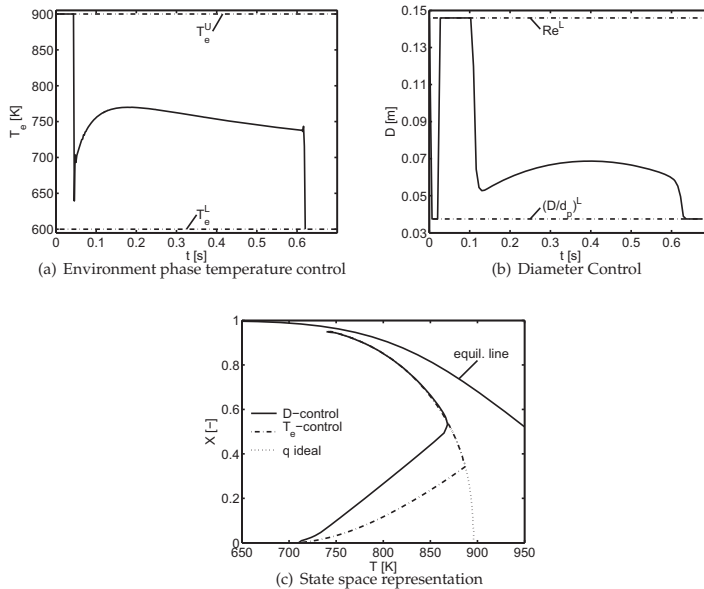 900
850
800
750
700
650
600
T_e [K]
T_e^U
T_e^L
0 0.1 0.2 0.3 0.4 0.5 0.6
t [s]
(a) Environment phase temperature control
0.15
0.13
0.11
0.09
0.07
0.05
0.03
D [m]
Re^L
(D/d_p)^L
0 0.1 0.2 0.3 0.4 0.5 0.6
t [s]
(b) Diameter Control
1
0.8
0.6
0.4
0.2
0
X [−]
equil. line
D−control
T_e−control
q ideal
650 700 750 800 850 900 950
T [K]
(c) State space representation